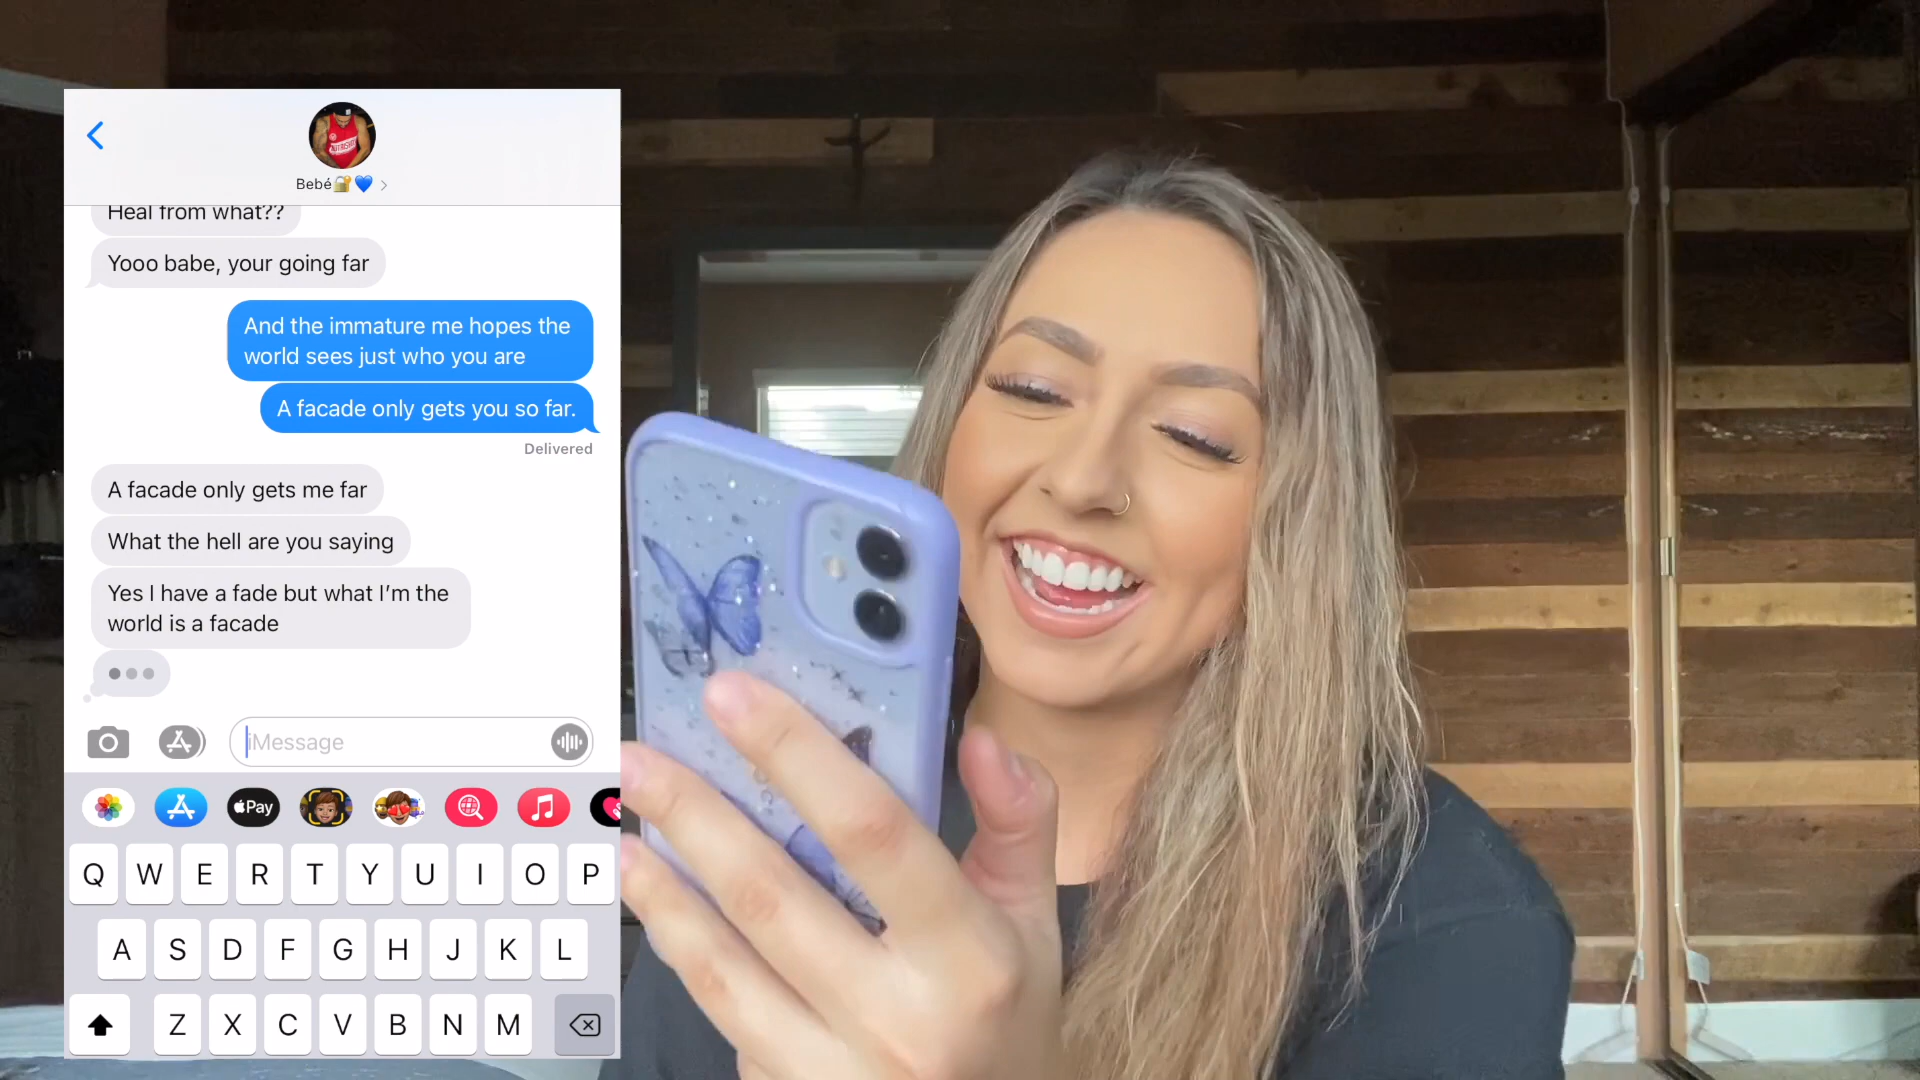 Bebé
Heal from what??
Yooo babe, your going far
And the immature me hopes the
world sees just who you are
A facade only gets you so far.
Delivered
A facade only gets me far
What the hell are you saying
Yes I have a fade but what I’m the
world is a facade
iMessage
Pay
Q W E R T Y U I O P
A S D F G H J K L
Z X C V B N M